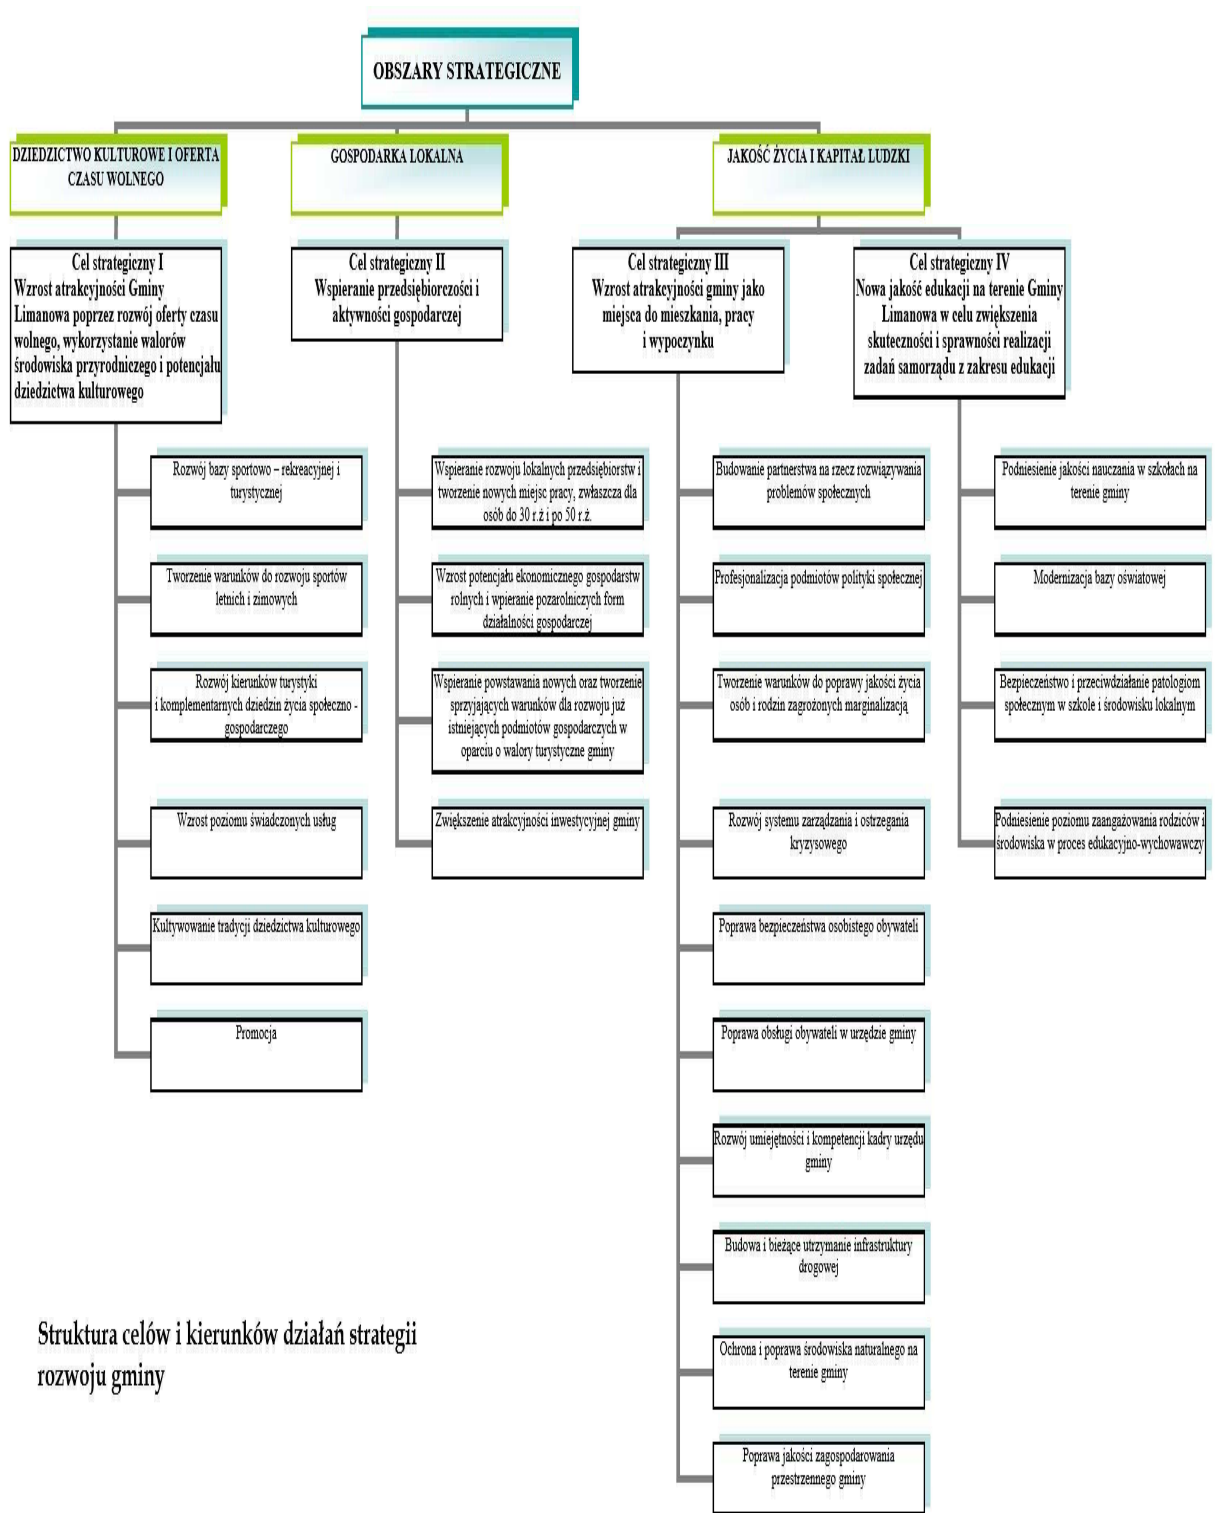 OBSZARY STRATEGICZNE
DZIEDZICTWO KULTUROWE I OFERTA
CZASU WOLNEGO
GOSPODARKA LOKALNA
JAKOŚĆ ŻYCIA I KAPITAŁ LUDZKI
Cel strategiczny I
Wzrost atrakcyjności Gminy
Limanowa poprzez rozwój oferty czasu
wolnego, wykorzystanie walorów
środowiska przyrodniczego i potencjału
dziedzictwa kulturowego
Cel strategiczny II
Wspieranie przedsiębiorczości i
aktywności gospodarczej
Cel strategiczny III
Wzrost atrakcyjności gminy jako
miejsca do mieszkania, pracy
i wypoczynku
Cel strategiczny IV
Nowa jakość edukacji na terenie Gminy
Limanowa w celu zwiększenia
skuteczności i sprawności realizacji
zadań samorządu z zakresu edukacji
Rozwój bazy sportowo – rekreacyjnej i
turystycznej
Tworzenie warunków do rozwoju sportów
letnich i zimowych
Rozwój kierunków turystyki
i komplementarnych dziedzin życia społeczno -
gospodarczego
Wzrost poziomu świadczonych usług
Kultywowanie tradycji dziedzictwa kulturowego
Promocja
Wspieranie rozwoju lokalnych przedsiębiorstw i
tworzenie nowych miejsc pracy, zwłaszcza dla
osób do 30 r.ż i po 50 r.ż.
Wzrost potencjału ekonomicznego gospodarstw
rolnych i wpieranie pozarolniczych form
działalności gospodarczej
Wspieranie powstawania nowych oraz tworzenie
sprzyjających warunków dla rozwoju już
istniejących podmiotów gospodarczych w
oparciu o walory turystyczne gminy
Zwiększenie atrakcyjności inwestycyjnej gminy
Budowanie partnerstwa na rzecz rozwiązywania
problemów społecznych
Profesjonalizacja podmiotów polityki społecznej
Tworzenie warunków do poprawy jakości życia
osób i rodzin zagrożonych marginalizacją
Rozwój systemu zarządzania i ostrzegania
kryzysowego
Poprawa bezpieczeństwa osobistego obywateli
Poprawa obsługi obywateli w urzędzie gminy
Rozwój umiejętności i kompetencji kadry urzędu
gminy
Budowa i bieżące utrzymanie infrastruktury
drogowej
Ochrona i poprawa środowiska naturalnego na
terenie gminy
Poprawa jakości zagospodarowania
przestrzennego gminy
Podniesienie jakości nauczania w szkołach na
terenie gminy
Modernizacja bazy oświatowej
Bezpieczeństwo i przeciwdziałanie patologiom
społecznym w szkole i środowisku lokalnym
Podniesienie poziomu zaangażowania rodziców i
środowiska w proces edukacyjno-wychowawczy
Struktura celów i kierunków działań strategii
rozwoju gminy